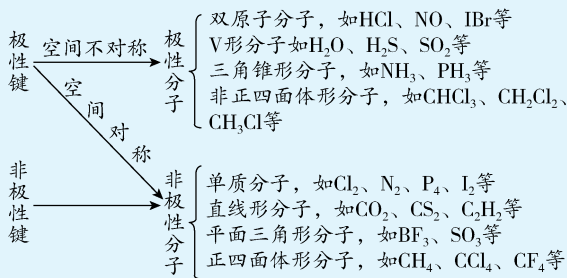 极性键
空间不对称
极性分子
双原子分子，如HCl、NO、IBr等
V形分子如H₂O、H₂S、SO₂等
三角锥形分子，如NH₃、PH₃等
非正四面体形分子，如CHCl₃、CH₂Cl₂、
CH₃Cl等
空间对称
非极性键
非极性分子
单质分子，如Cl₂、N₂、P₄、I₂等
直线形分子，如CO₂、CS₂、C₂H₂等
平面三角形分子，如BF₃、SO₃等
正四面体形分子，如CH₄、CCl₄、CF₄等